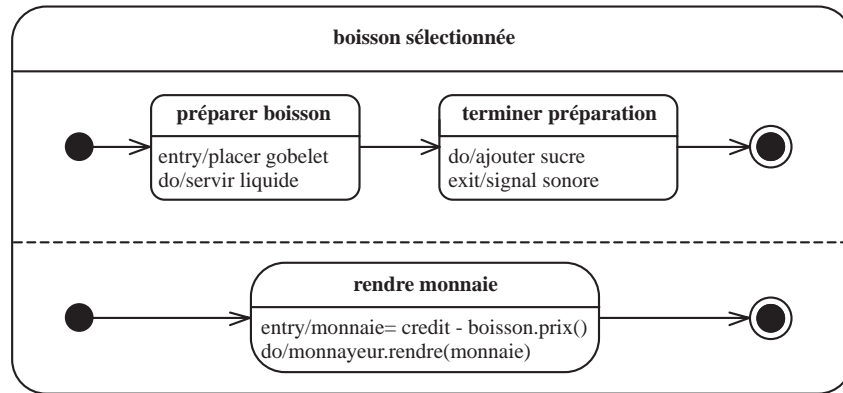 boisson sélectionnée
préparer boisson
entry/placer gobelet
do/servir liquide
terminer préparation
do/ajouter sucre
exit/signal sonore
rendre monnaie
entry/monnaie= credit - boisson.prix()
do/monnayeur.rendre(monnaie)